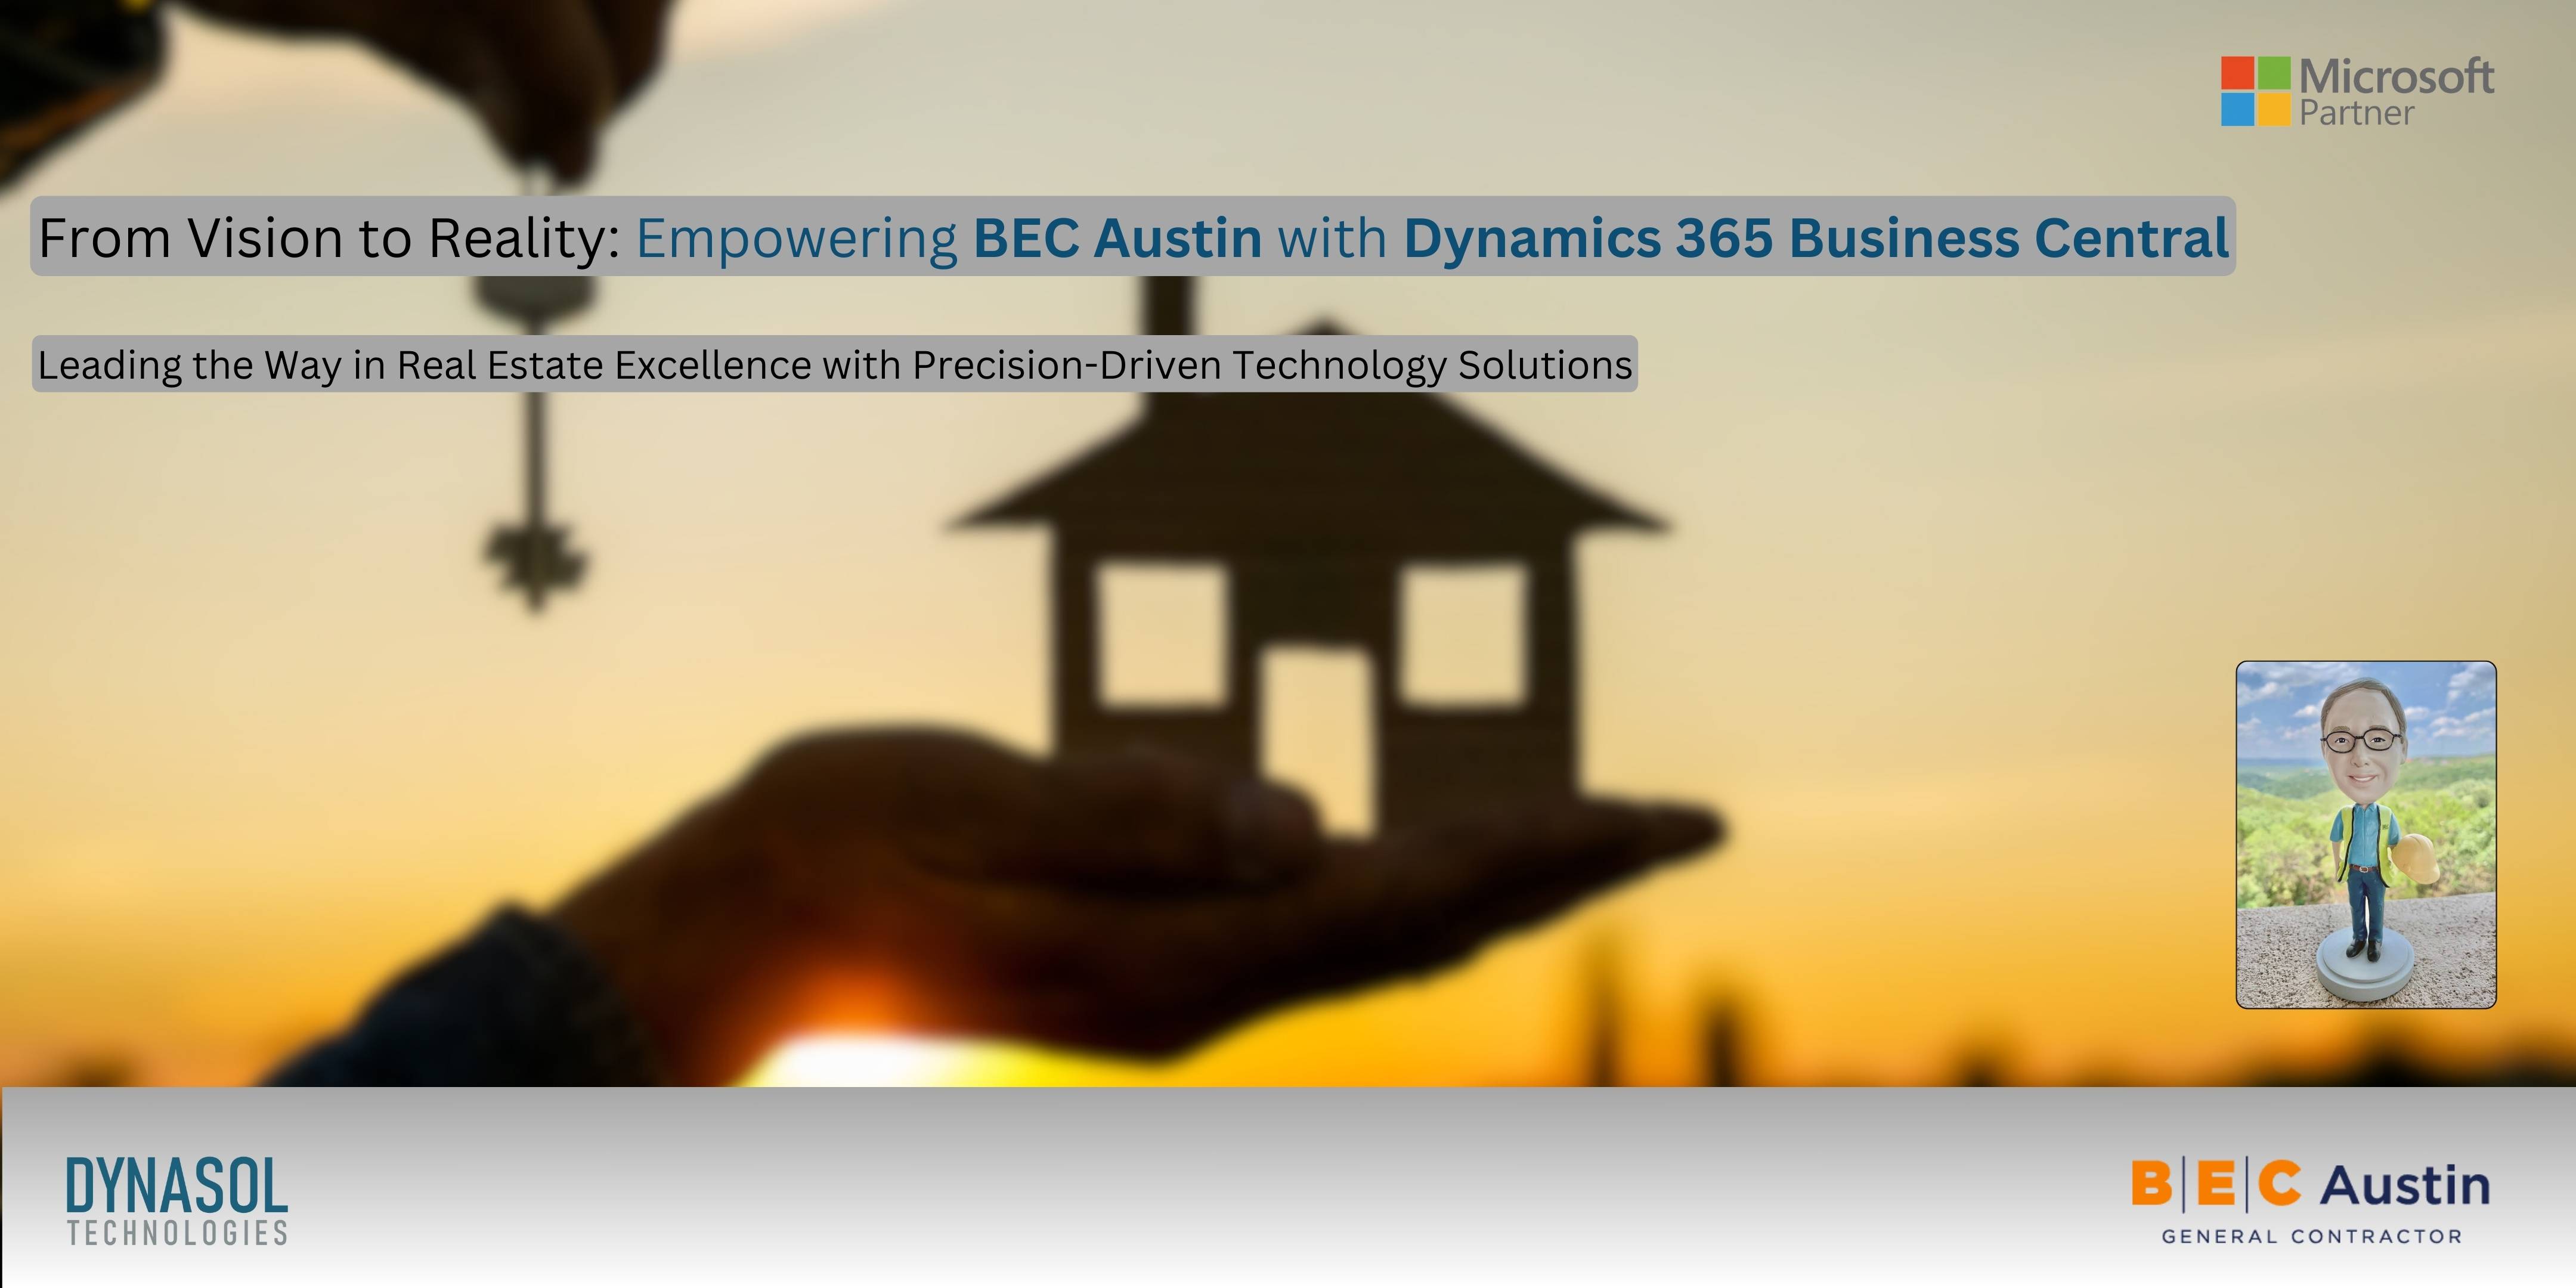 Microsoft
Partner
From Vision to Reality: Empowering BEC Austin with Dynamics 365 Business Central
Leading the Way in Real Estate Excellence with Precision-Driven Technology Solutions
DYNASOL
TECHNOLOGIES
B|E|C Austin
GENERAL CONTRACTOR